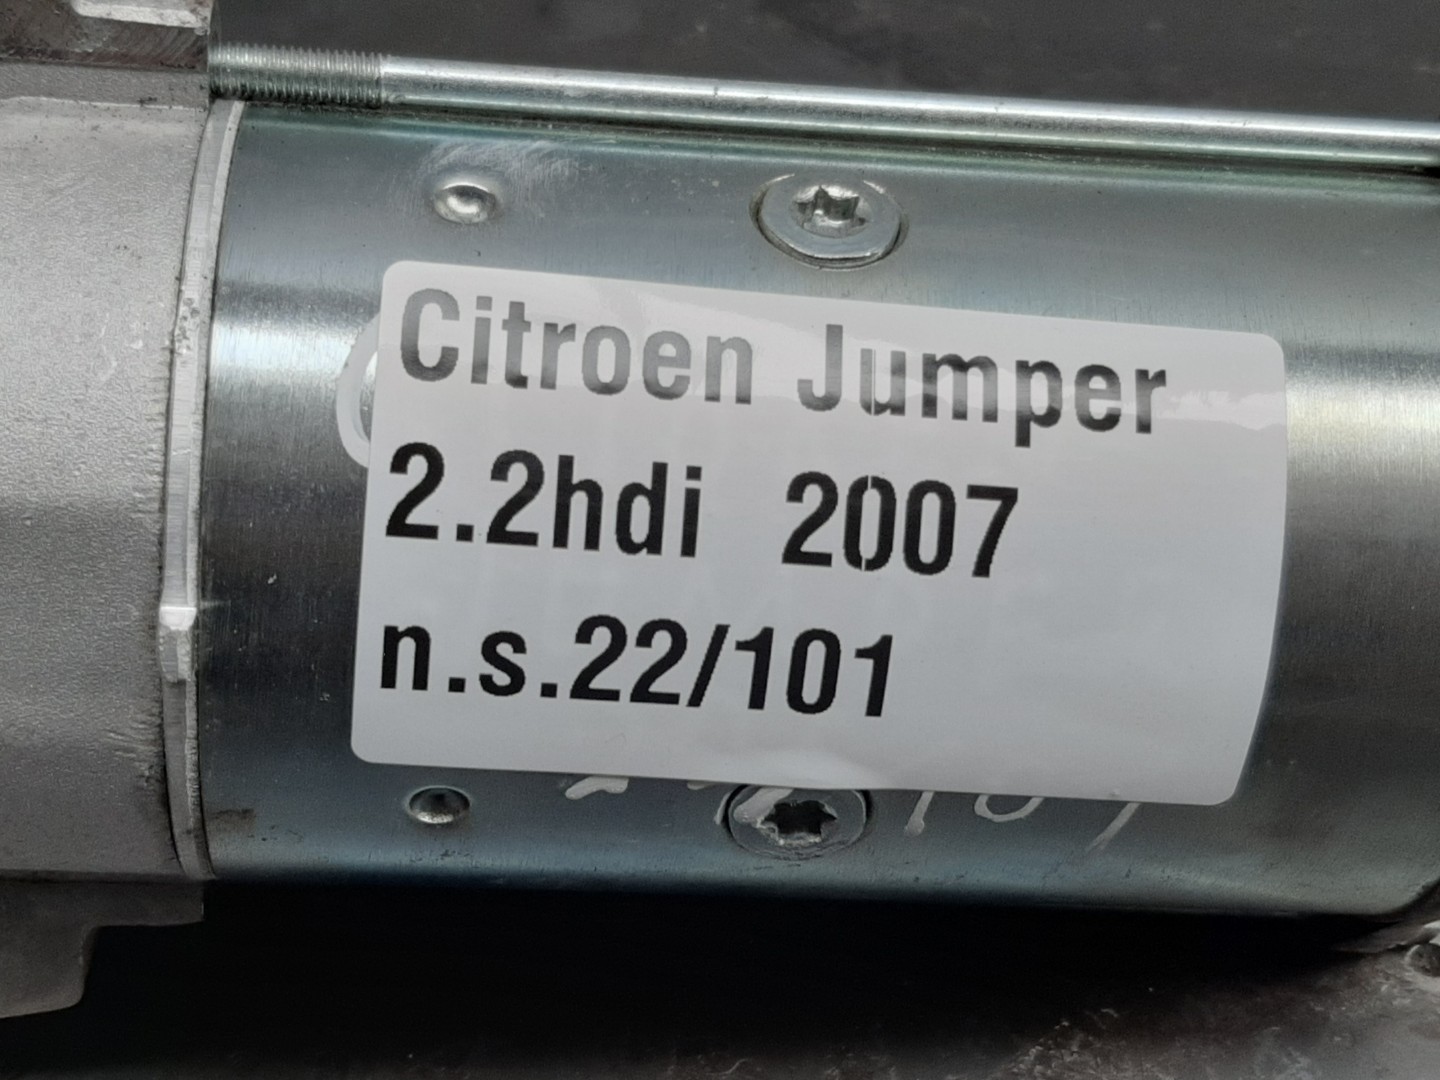 Citroen Jumper
2.2hdi 2007
n.s.22/101